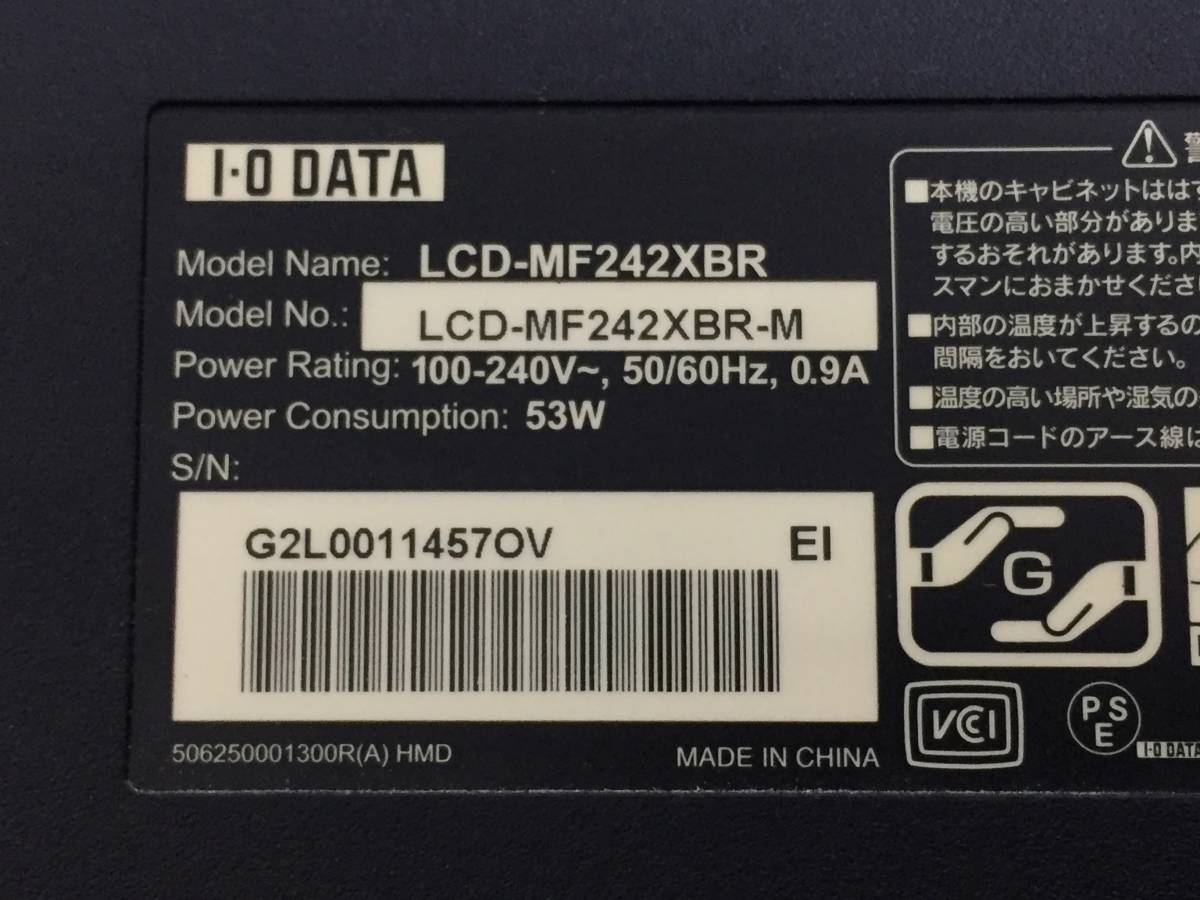 I-O DATA
Model Name: LCD-MF242XBR
Model No.: LCD-MF242XBR-M
Power Rating: 100-240V~, 50/60Hz, 0.9A
Power Consumption: 53W
S/N:
G2L0011457OV EI
506250001300R(A) HMD
MADE IN CHINA
■本機のキャビネットははず
電圧の高い部分がありま
するおそれがあります。内
スマンにおまかせくださ
■内部の温度が上昇するの
間隔をおいてください。
■温度の高い場所や湿気の
■電源コードのアース線は
G
VCCI
PSE
I-O DATA